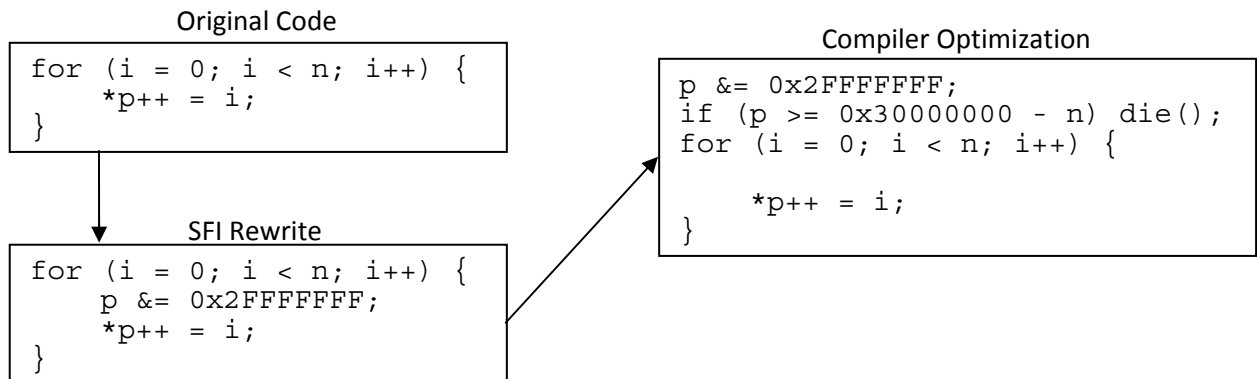 Original Code
for (i = 0; i < n; i++) {
    *p++ = i;
}
SFI Rewrite
for (i = 0; i < n; i++) {
    p &= 0x2FFFFFFF;
    *p++ = i;
}
Compiler Optimization
p &= 0x2FFFFFFF;
if (p >= 0x30000000 - n) die();
for (i = 0; i < n; i++) {
    *p++ = i;
}